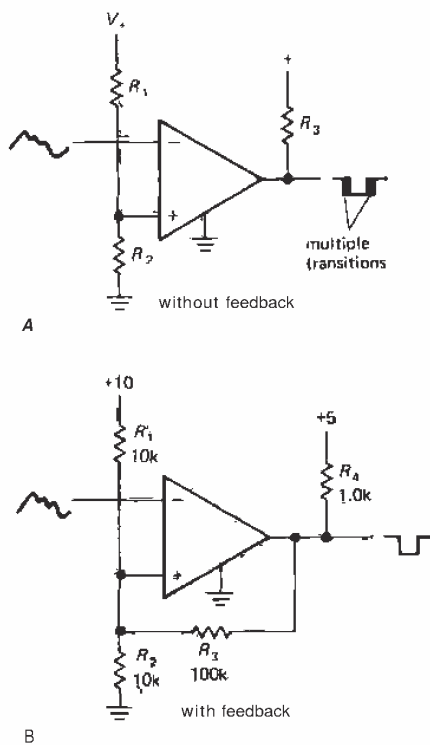 V+
R1
+
R3
−
+
R2
multiple
transitions
without feedback
A
+10
R1
10k
+5
R4
1.0k
−
+
R2
10k
R3
100k
with feedback
B